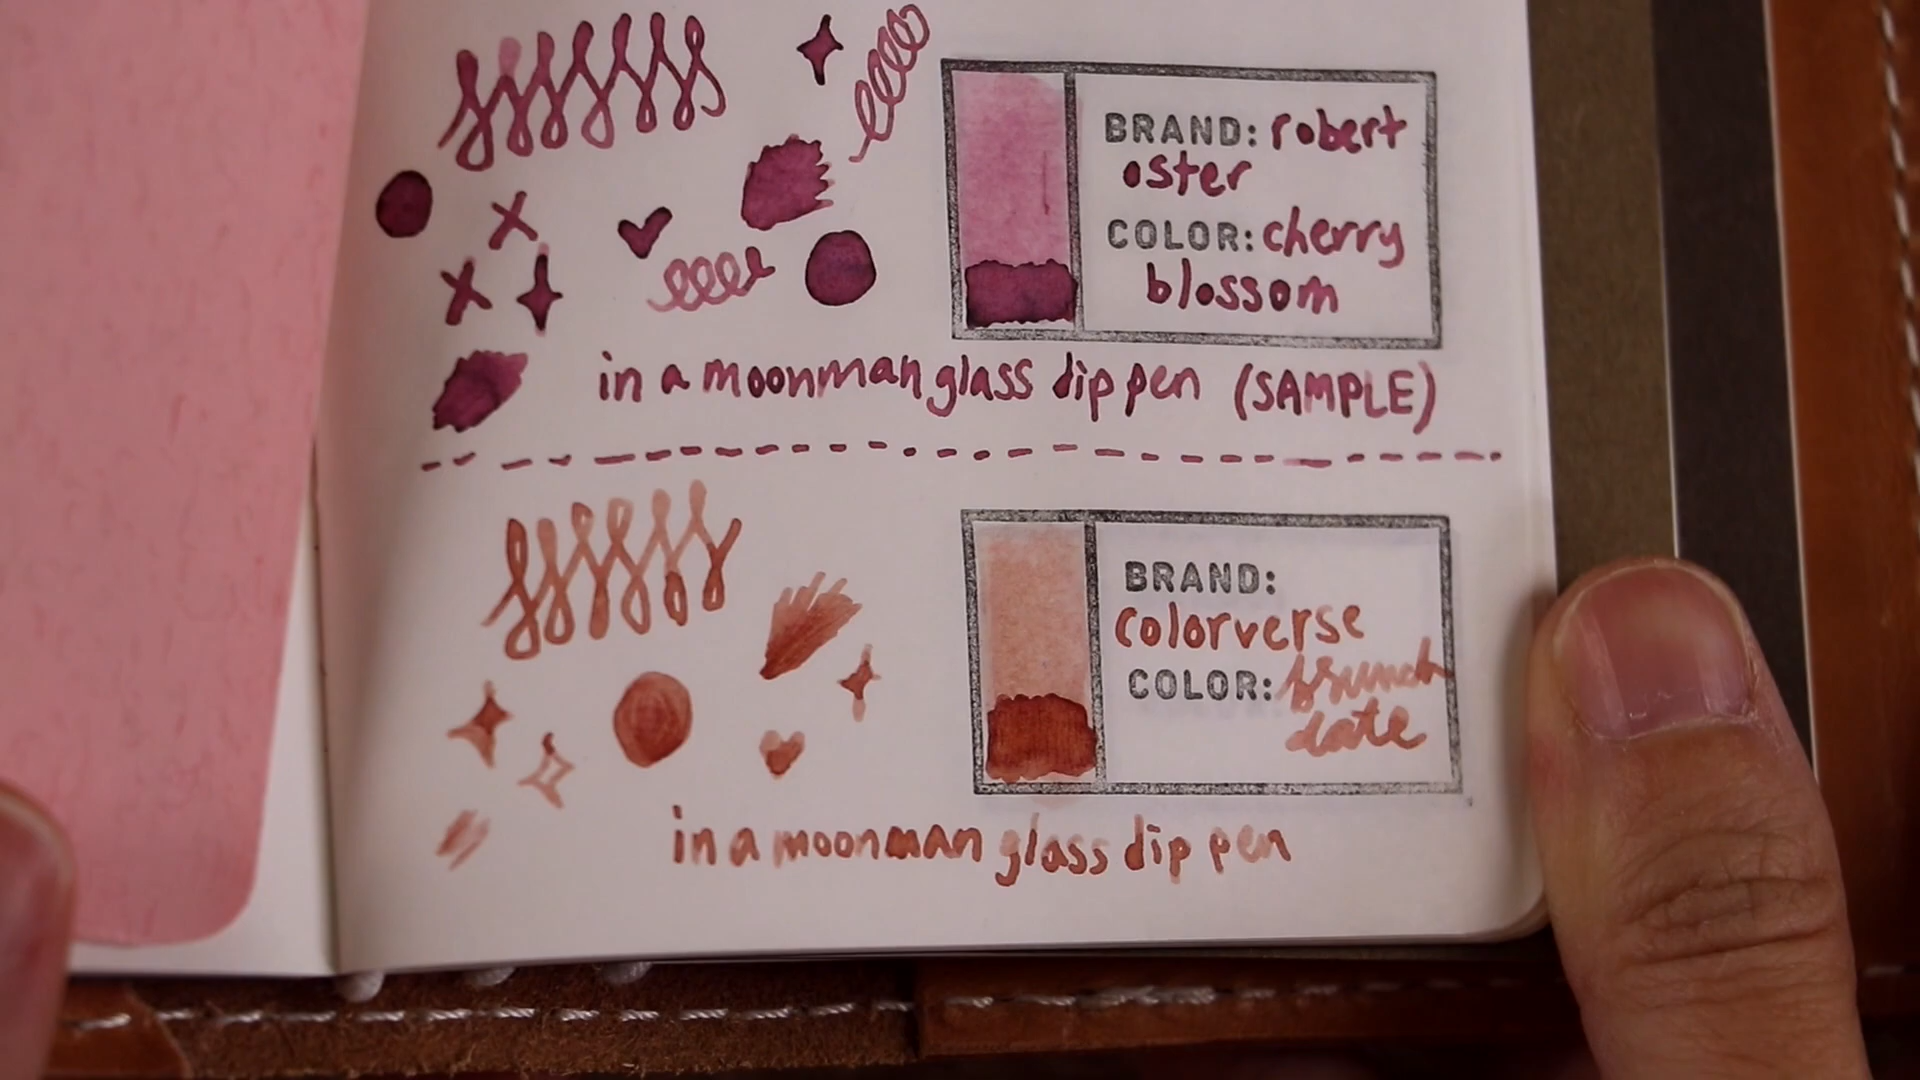 BRAND: robert
oster
COLOR: cherry
blossom
in a moonman glass dip pen (SAMPLE)
BRAND:
colorverse
COLOR: brunch
date
in a moonman glass dip pen